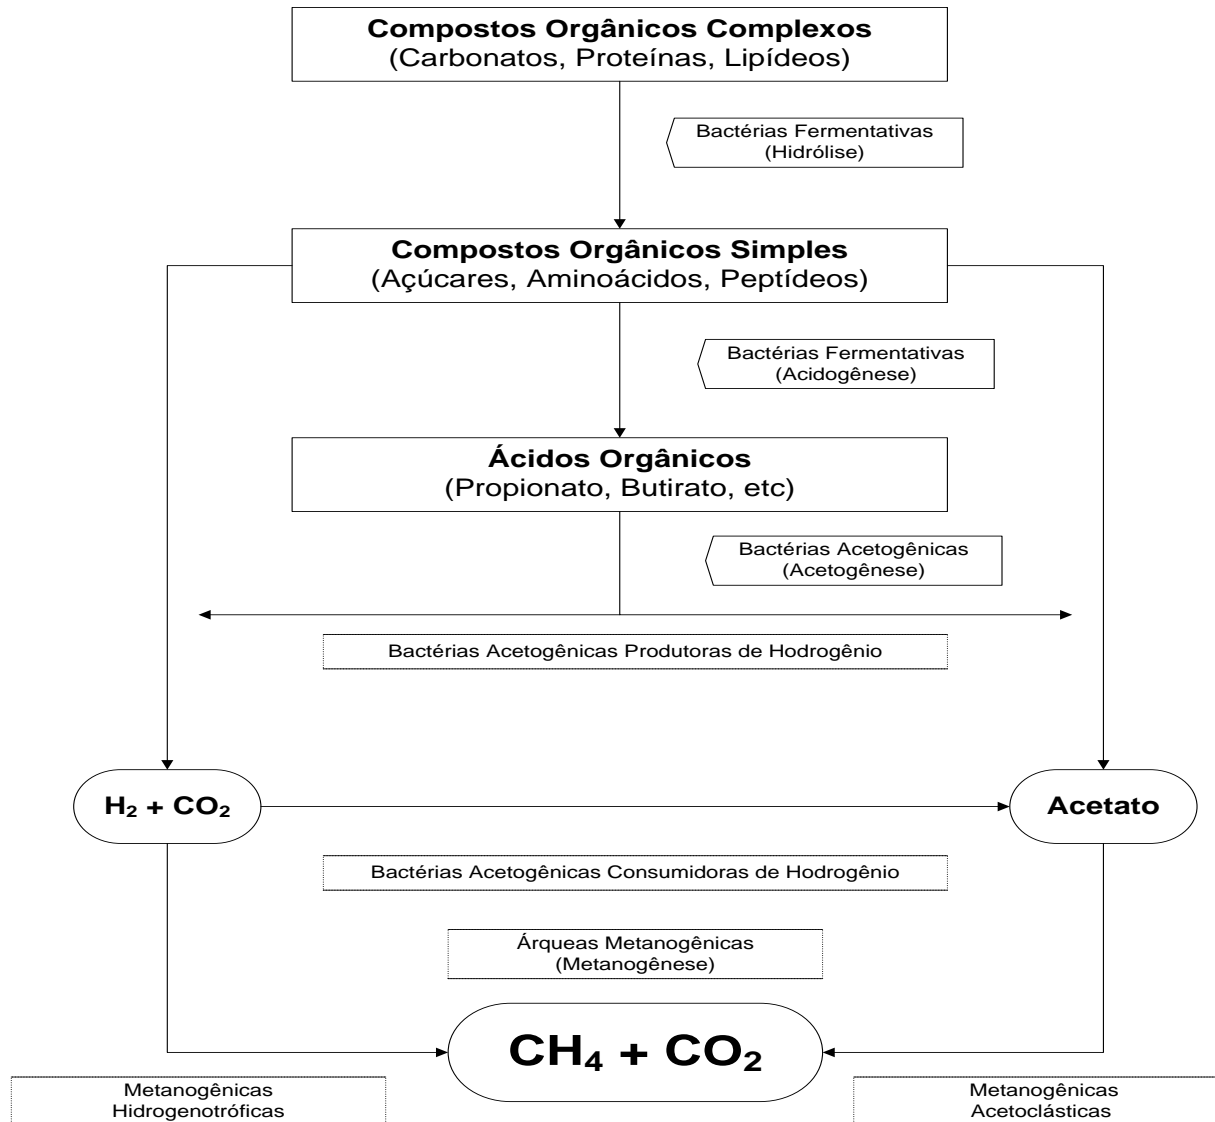 Compostos Orgânicos Complexos
(Carbonatos, Proteínas, Lipídeos)
Bactérias Fermentativas
(Hidrólise)
Compostos Orgânicos Simples
(Açúcares, Aminoácidos, Peptídeos)
Bactérias Fermentativas
(Acidogênese)
Ácidos Orgânicos
(Propionato, Butirato, etc)
Bactérias Acetogênicas
(Acetogênese)
Bactérias Acetogênicas Produtoras de Hodrogênio
H₂ + CO₂
Acetato
Bactérias Acetogênicas Consumidoras de Hodrogênio
Árqueas Metanogênicas
(Metanogênese)
CH₄ + CO₂
Metanogênicas
Hidrogenotróficas
Metanogênicas
Acetoclásticas